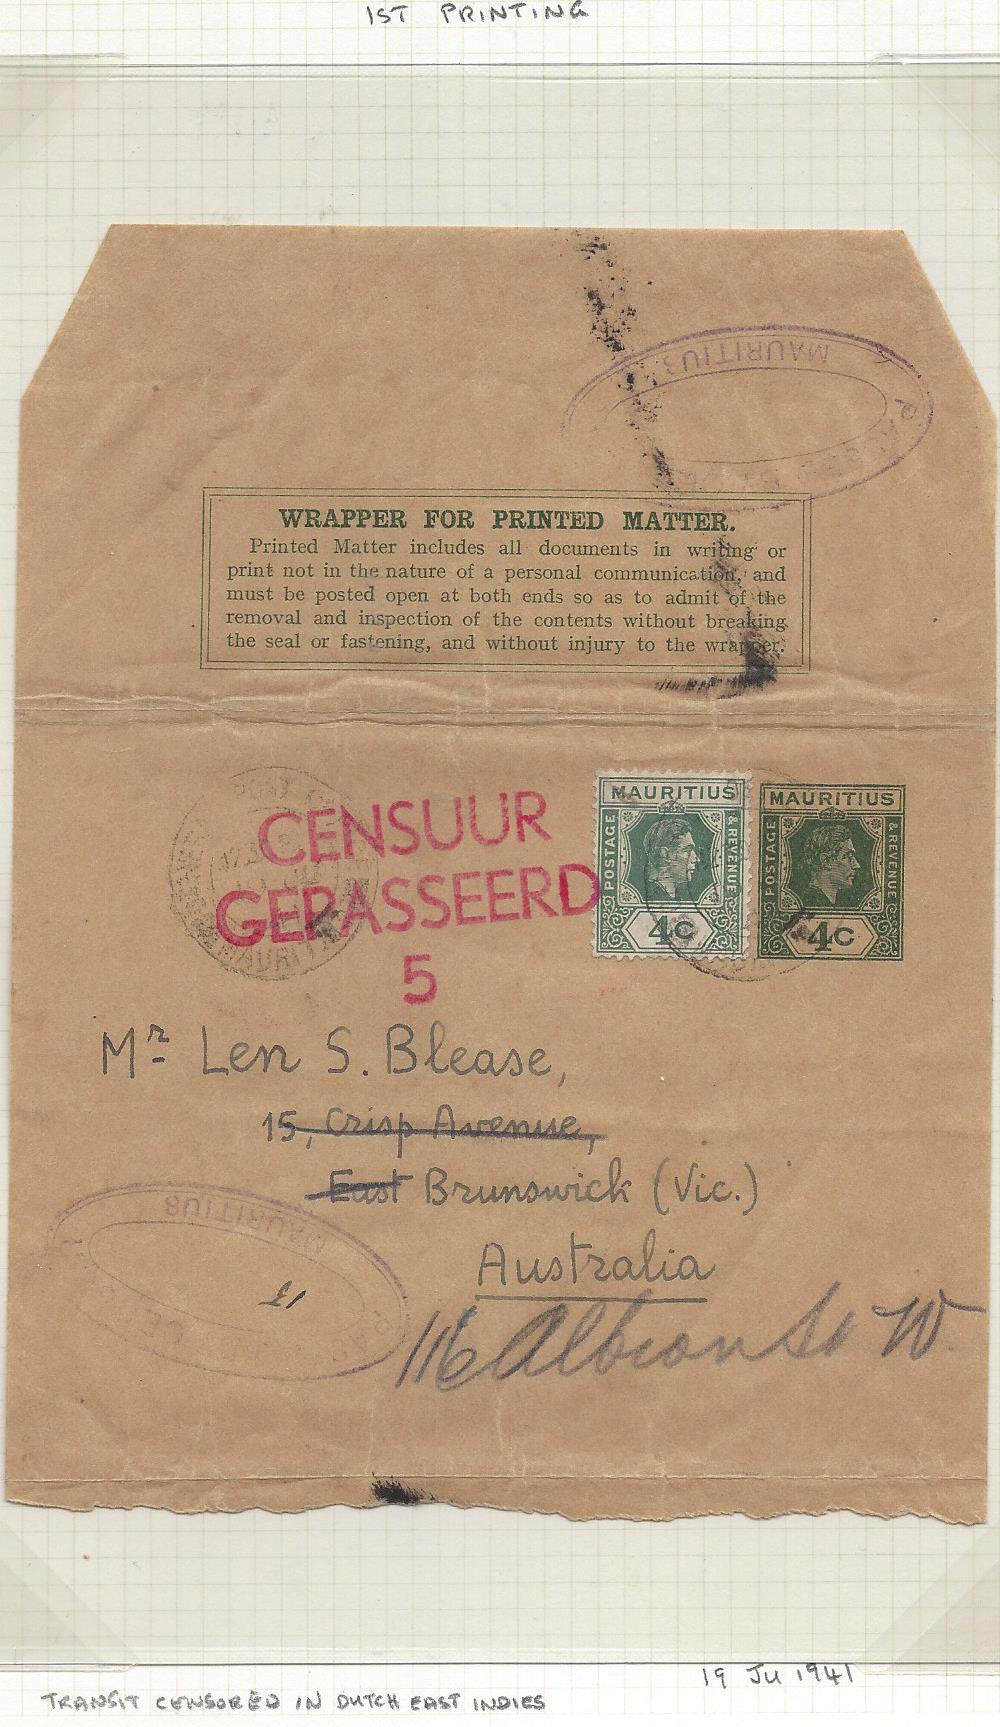 1ST PRINTING
MAURITIUS
WRAPPER FOR PRINTED MATTER.
Printed Matter includes all documents in writing or
print not in the nature of a personal communication, and
must be posted open at both ends so as to admit of the
removal and inspection of the contents without breaking
the seal or fastening, and without injury to the wrapper.
CENSUUR
GEPASSEERD
5
MAURITIUS
POSTAGE & REVENUE
4c
MAURITIUS
POSTAGE & REVENUE
4c
Mr Len S. Blease,
15, Crisp Avenue,
East Brunswick (Vic.)
Australia
MAURITIUS
116 Albion St W.
19 JU 1941
TRANSIT CENSORED IN DUTCH EAST INDIES